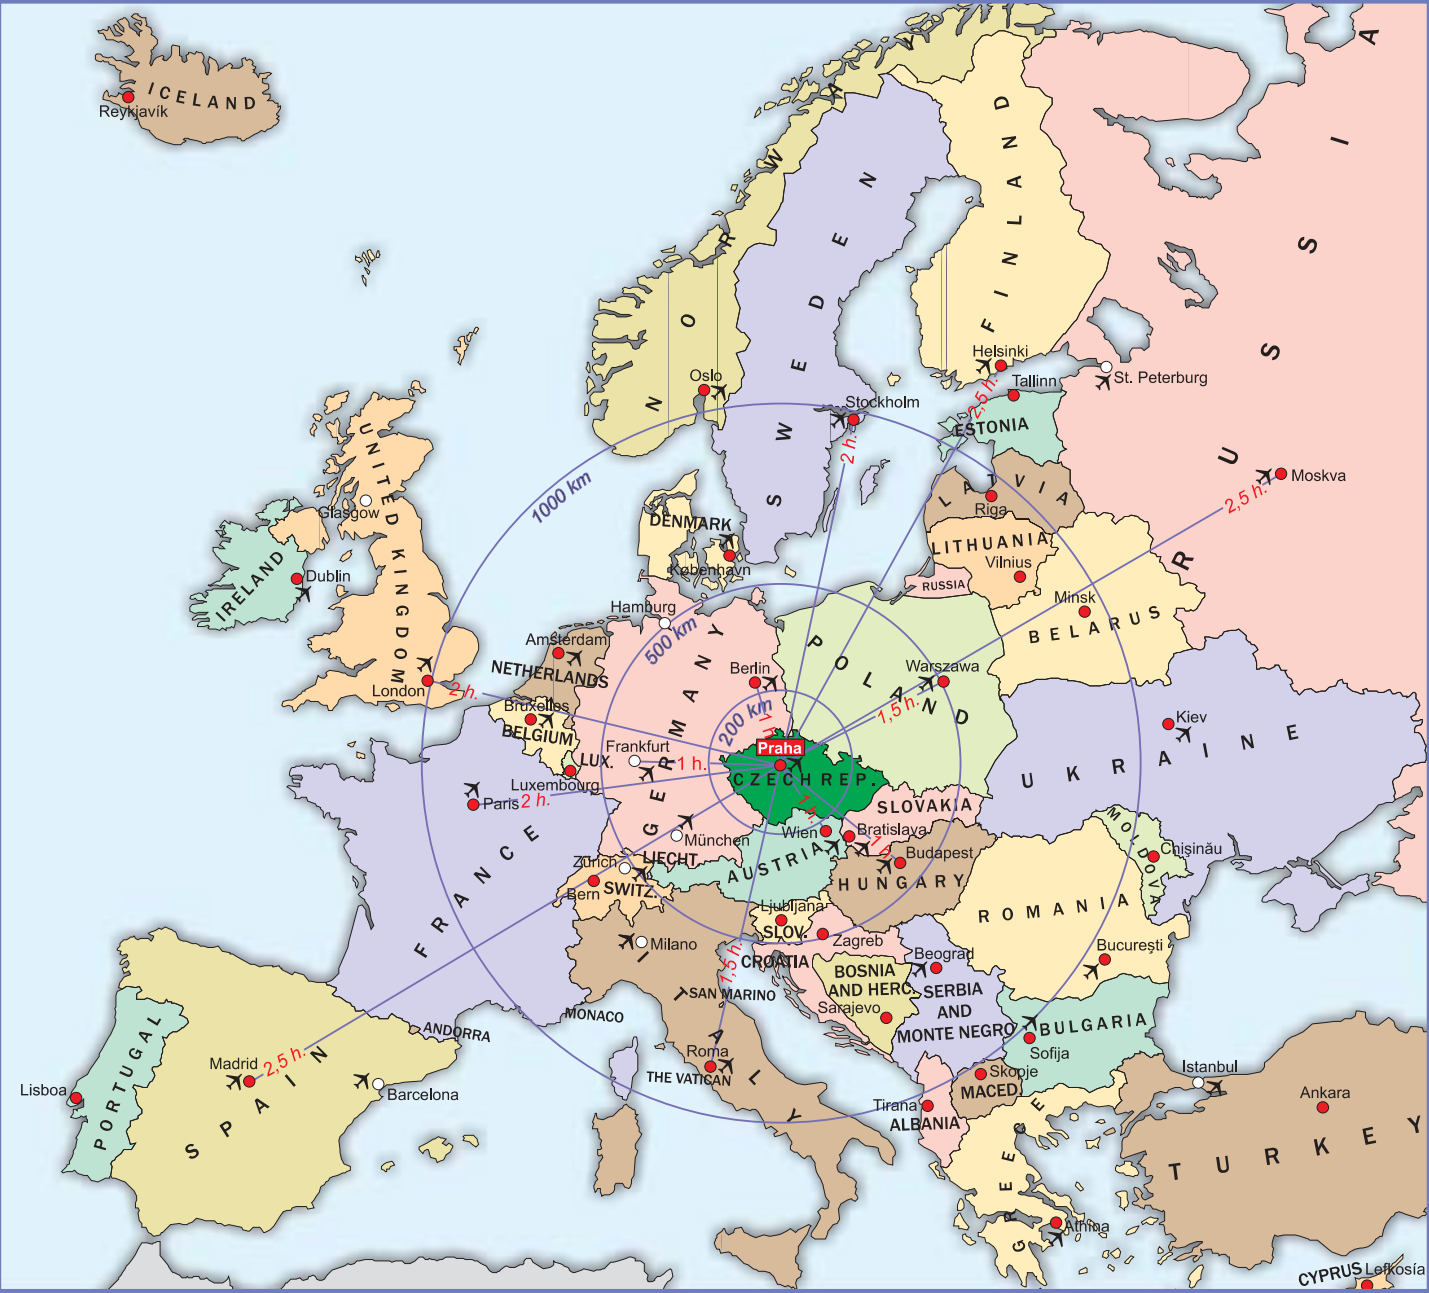 ICELAND
Reykjavík
NORWAY
SWEDEN
FINLAND
RUSSIA
Oslo
Helsinki
2,5 h.
Tallinn
St. Peterburg
Stockholm
2 h.
ESTONIA
Moskva
2,5 h.
1000 km
LATVIA
Riga
UNITED KINGDOM
Glasgow
DENMARK
København
LITHUANIA
Vilnius
RUSSIA
IRELAND
Dublin
Hamburg
500 km
Minsk
BELARUS
Amsterdam
NETHERLANDS
GERMANY
POLAND
Berlin
1 h.
Warszawa
1,5 h.
London
2 h.
Bruxelles
BELGIUM
200 km
Kiev
UKRAINE
Frankfurt
1 h.
Praha
CZECH REP.
LUX.
Luxembourg
Paris
2 h.
1 h.
SLOVAKIA
MOLDOVA
Chişinău
München
Wien
Bratislava
1 h.
Budapest
FRANCE
Zürich
LIECHT.
AUSTRIA
HUNGARY
Bern
SWITZ.
Ljubljana
SLOV.
ROMANIA
Milano
Zagreb
1,5 h.
CROATIA
Beograd
Bucureşti
BOSNIA
AND HERC.
SERBIA
AND
MONTE NEGRO
SAN MARINO
Sarajevo
ITALY
MONACO
ANDORRA
BULGARIA
Sofija
PORTUGAL
SPAIN
Madrid
2,5 h.
Lisboa
Barcelona
Roma
THE VATICAN
Skopje
MACED.
Istanbul
Tirana
ALBANIA
Ankara
GREECE
TURKEY
Athina
CYPRUS
Lefkosía